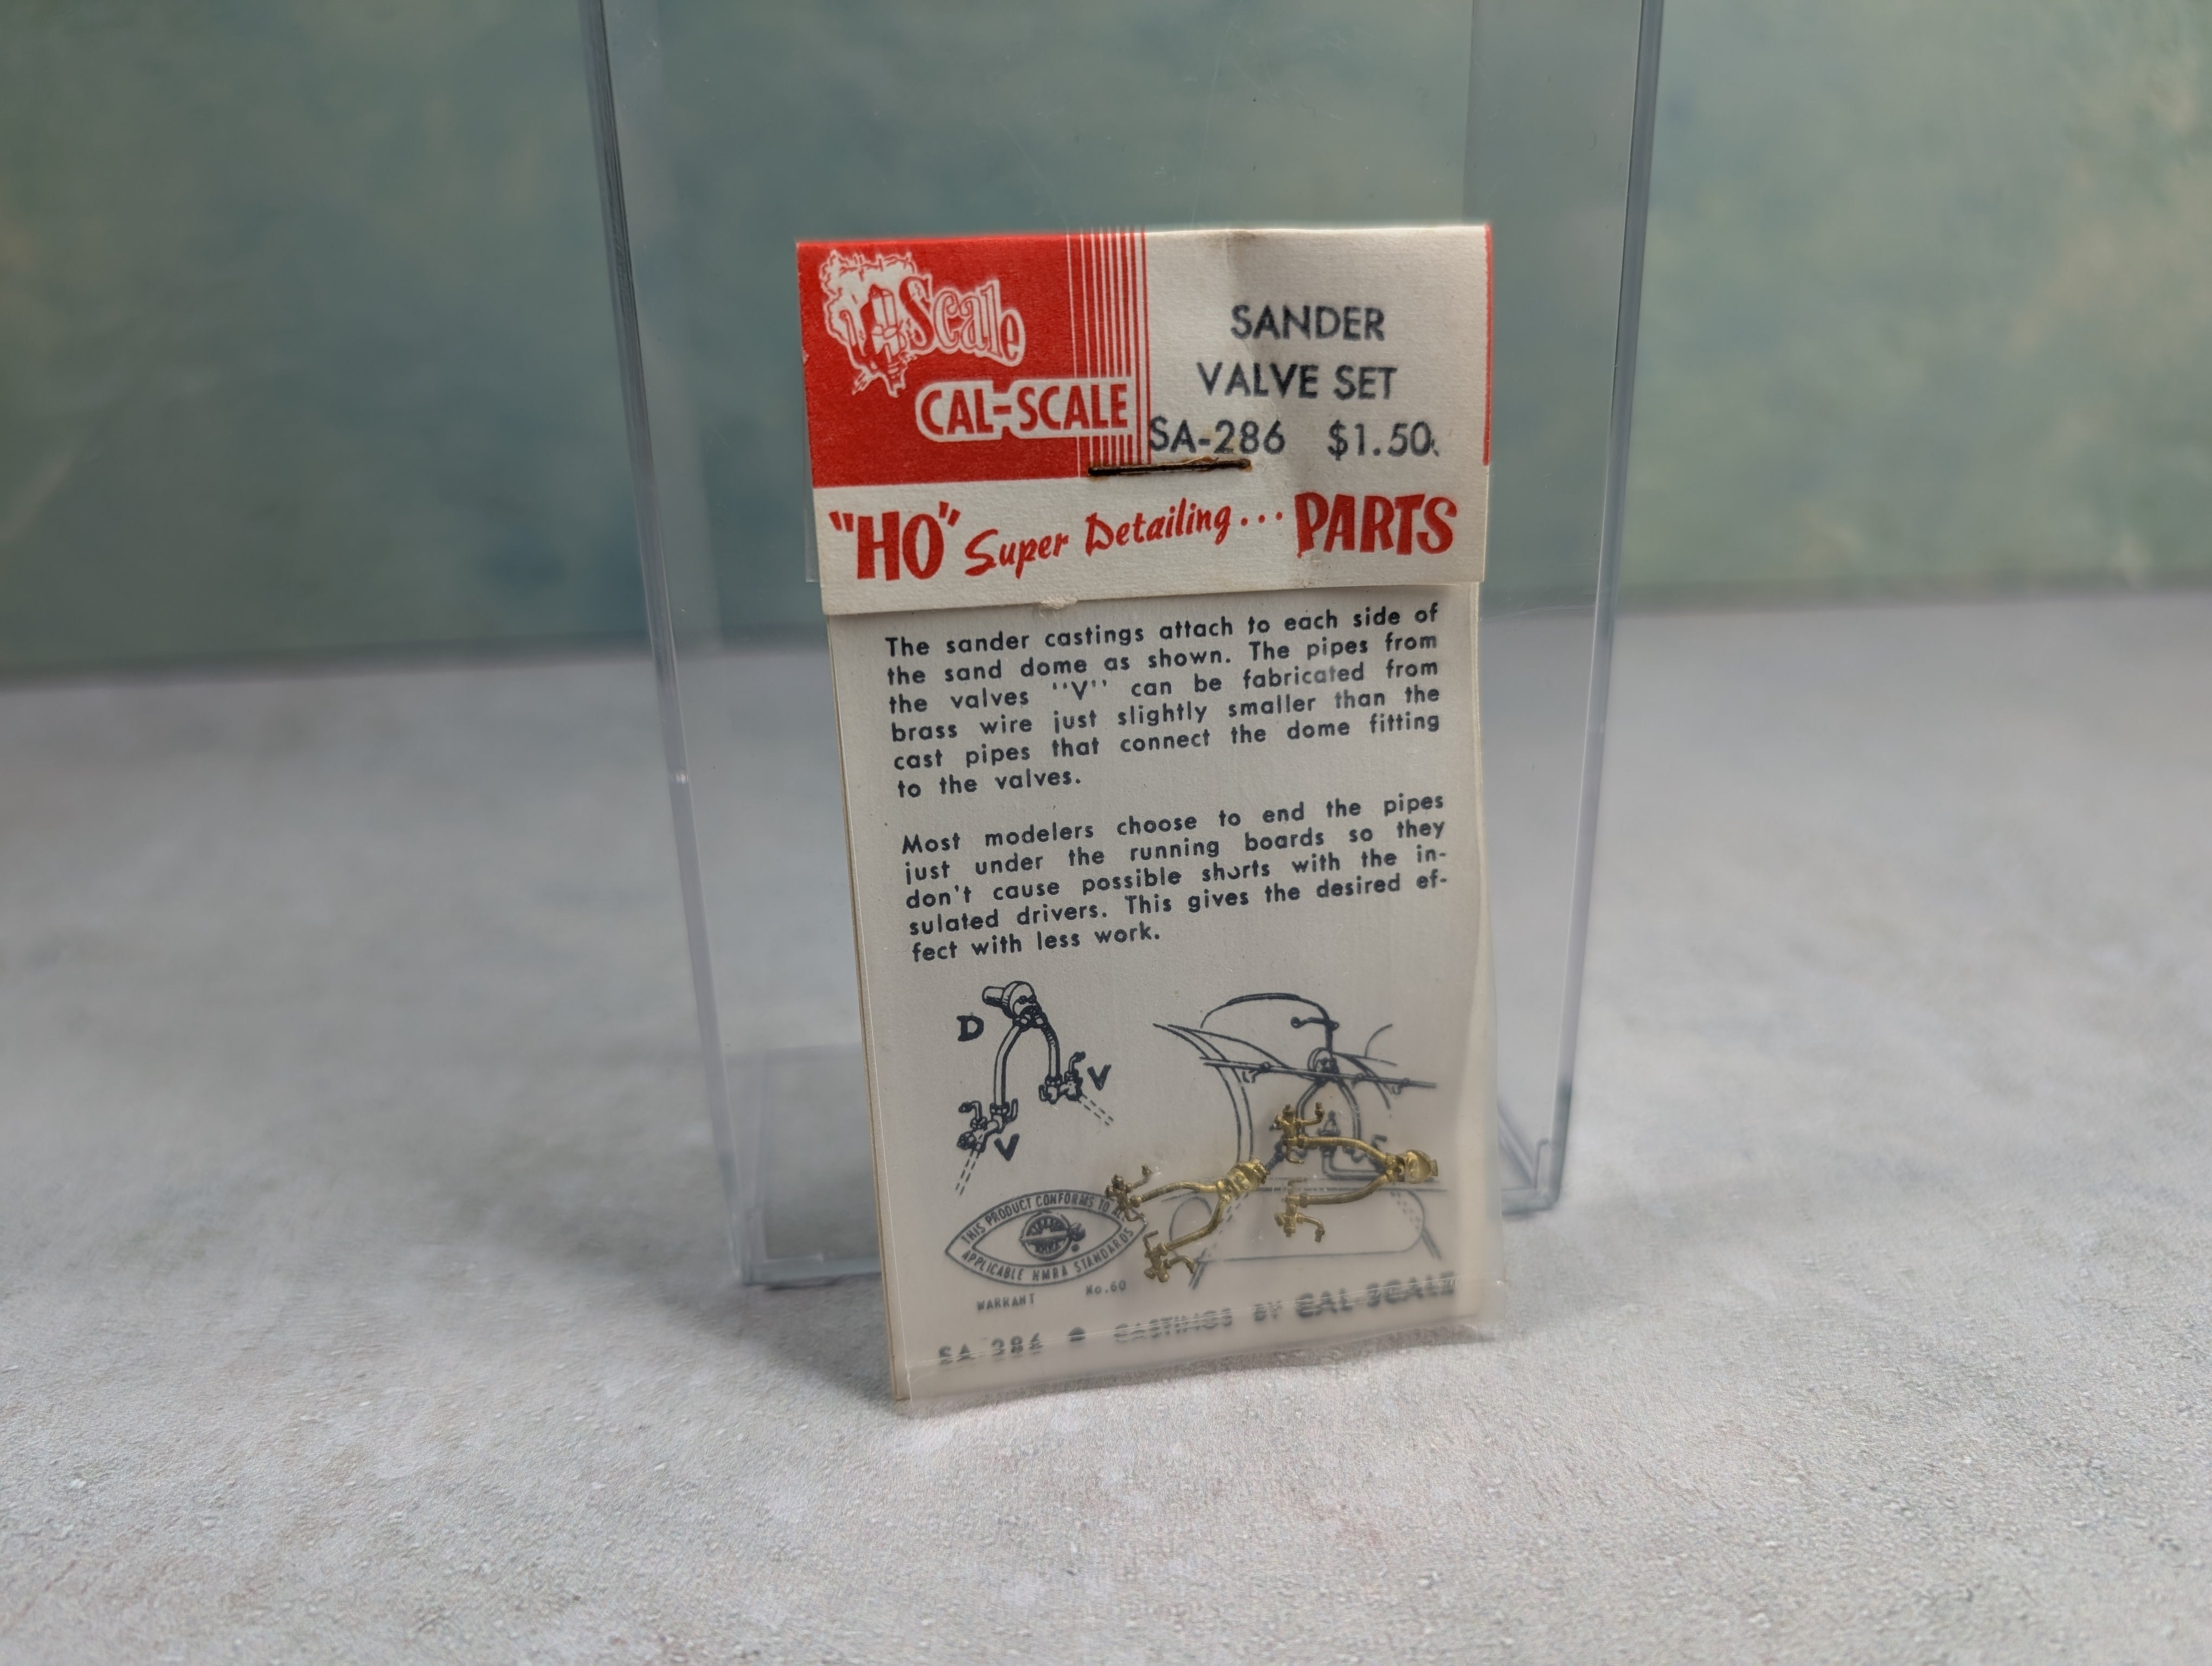 Scale
CAL-SCALE
SANDER
VALVE SET
SA-286 $1.50
"HO" Super Detailing... PARTS
The sander castings attach to each side of
the sand dome as shown. The pipes from
the valves "V" can be fabricated from
brass wire just slightly smaller than the
cast pipes that connect the dome fitting
to the valves.
Most modelers choose to end the pipes
just under the running boards so they
don't cause possible shorts with the in-
sulated drivers. This gives the desired ef-
fect with less work.
D
V
V
THIS PRODUCT CONFORMS TO
APPLICABLE NMRA STANDARDS
NMRA
WARRANT No.60
SA-286 • CASTINGS BY CAL-SCALE